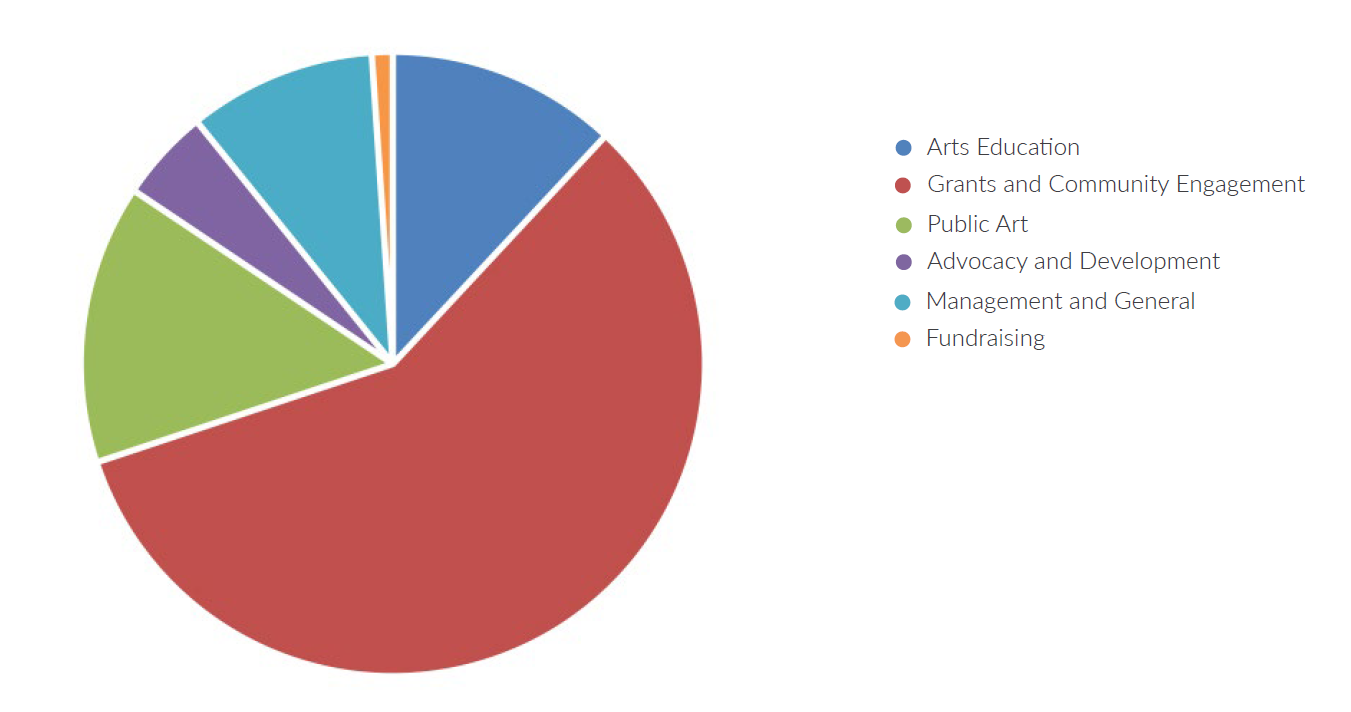 Arts Education
Grants and Community Engagement
Public Art
Advocacy and Development
Management and General
Fundraising